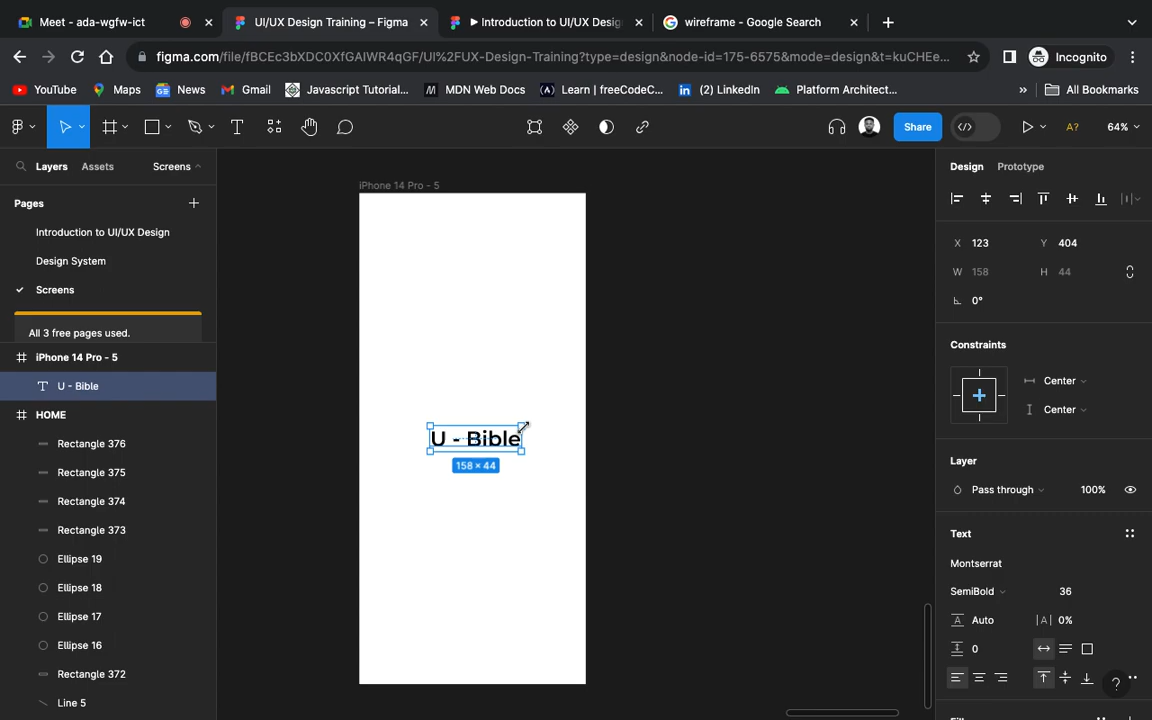 Meet - ada-wgfw-ict
UI/UX Design Training – Figma
Introduction to UI/UX Desig
wireframe - Google Search
figma.com/file/fBCEc3bXDC0XfGAIWR4qGF/UI%2FUX-Design-Training?type=design&node-id=175-6575&mode=design&t=kuCHEe...
Incognito
YouTube
Maps
News
Gmail
Javascript Tutorial...
MDN Web Docs
Learn | freeCodeC...
(2) LinkedIn
Platform Architect...
»
All Bookmarks
Share
A?
64%
Layers
Assets
Screens
Design
Prototype
Pages
Introduction to UI/UX Design
Design System
Screens
All 3 free pages used.
iPhone 14 Pro - 5
U - Bible
HOME
Rectangle 376
Rectangle 375
Rectangle 374
Rectangle 373
Ellipse 19
Ellipse 18
Ellipse 17
Ellipse 16
Rectangle 372
Line 5
iPhone 14 Pro - 5
U - Bible
158 × 44
X 123
Y 404
W 158
H 44
0°
Constraints
Center
Center
Layer
Pass through
100%
Text
Montserrat
SemiBold
36
Auto
0%
0
?